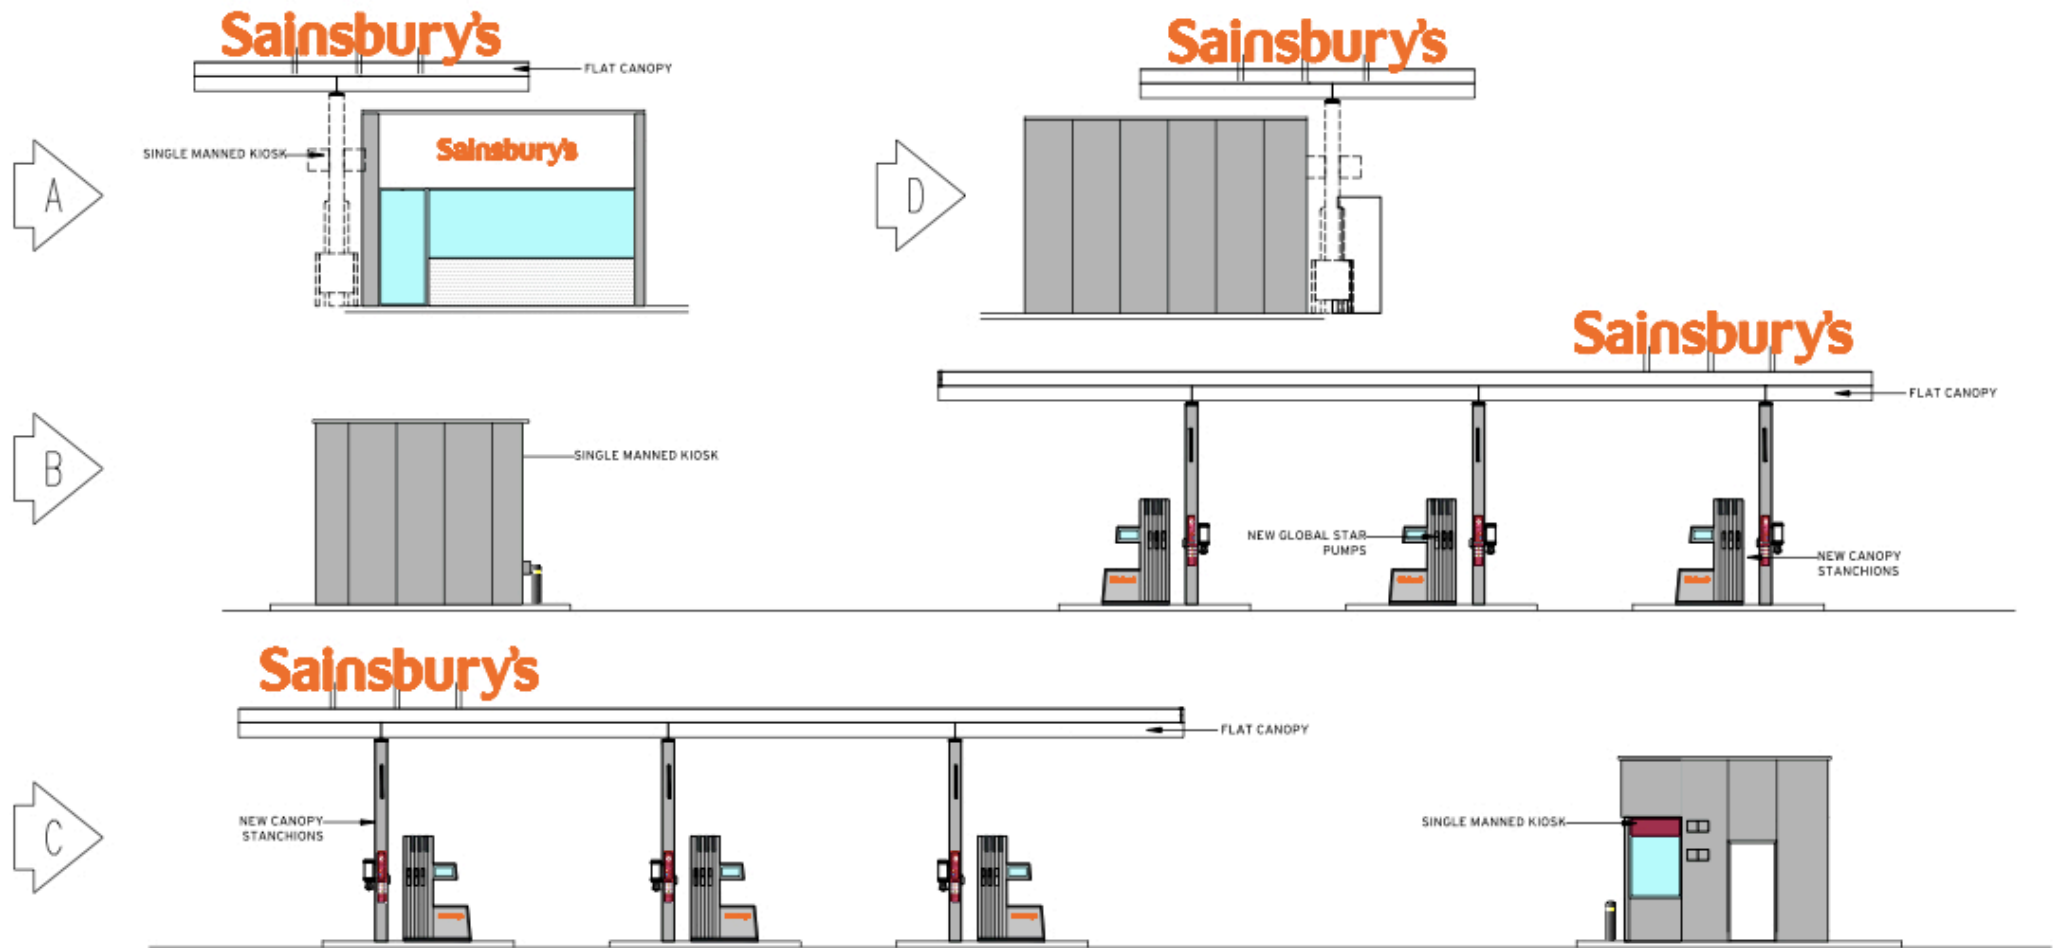 Sainsbury's
FLAT CANOPY
SINGLE MANNED KIOSK
Sainsbury's
A
Sainsbury's
D
Sainsbury's
FLAT CANOPY
B
SINGLE MANNED KIOSK
NEW GLOBAL STAR
PUMPS
NEW CANOPY
STANCHIONS
Sainsbury's
FLAT CANOPY
C
NEW CANOPY
STANCHIONS
SINGLE MANNED KIOSK